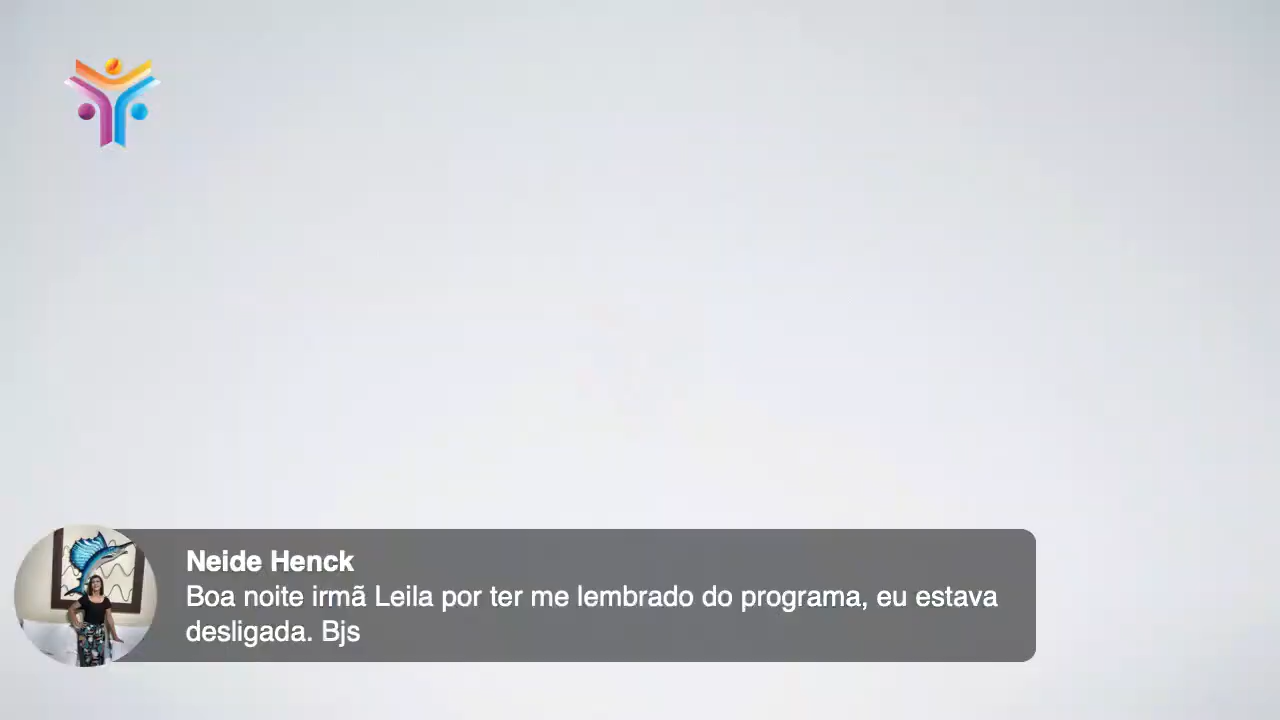 Neide Henck
Boa noite irmã Leila por ter me lembrado do programa, eu estava
desligada. Bjs